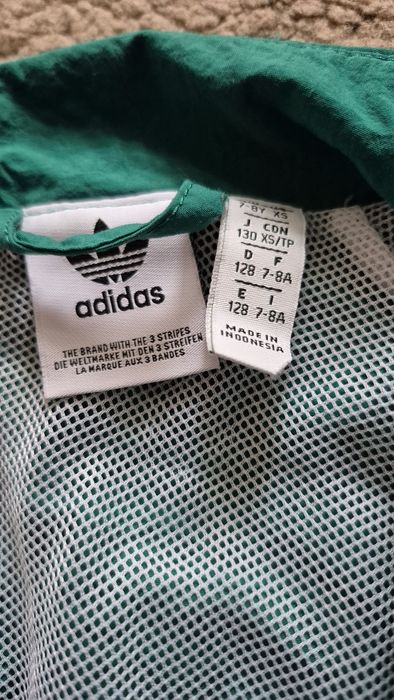 adidas
THE BRAND WITH THE 3 STRIPES
DIE WELTMARKE MIT DEN 3 STREIFEN
LA MARQUE AUX 3 BANDES
7-8Y XS
J CDN
130 XS/TP
D F
128 7-8A
E I
128 7-8A
MADE IN
INDONESIA